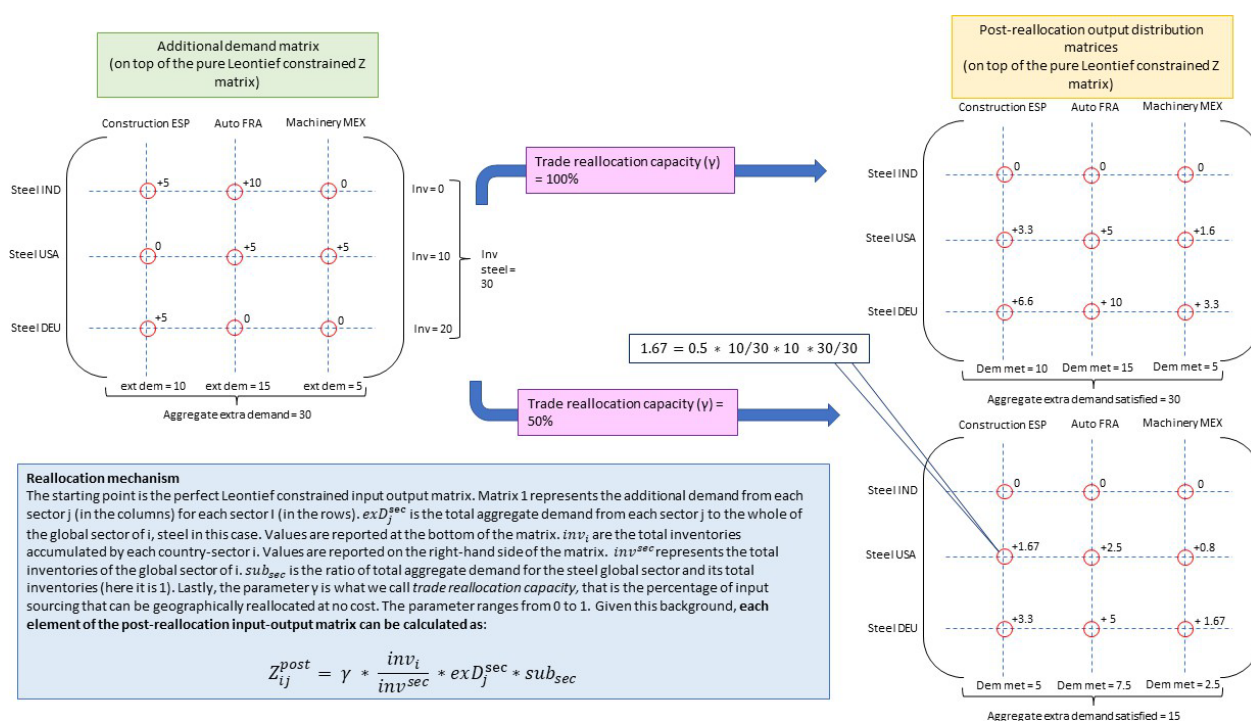 Additional demand matrix
(on top of the pure Leontief constrained Z
matrix)
Construction ESP Auto FRA Machinery MEX
Steel IND +5 +10 0 Inv = 0
Steel USA 0 +5 +5 Inv = 10
Steel DEU +5 0 0 Inv = 20
Inv
steel =
30
ext dem = 10 ext dem = 15 ext dem = 5
Aggregate extra demand = 30
Trade reallocation capacity (γ)
= 100%
Trade reallocation capacity (γ) =
50%
1.67 = 0.5 * 10/30 * 10 * 30/30
Post-reallocation output distribution
matrices
(on top of the pure Leontief constrained Z
matrix)
Construction ESP Auto FRA Machinery MEX
Steel IND 0 0 0
Steel USA +3.3 +5 +1.6
Steel DEU +6.6 + 10 + 3.3
Dem met = 10 Dem met = 15 Dem met = 5
Aggregate extra demand satisfied = 30
Construction ESP Auto FRA Machinery MEX
Steel IND 0 0 0
Steel USA +1.67 +2.5 +0.8
Steel DEU +3.3 + 5 + 1.67
Dem met = 5 Dem met = 7.5 Dem met = 2.5
Aggregate extra demand satisfied = 15
Reallocation mechanism
The starting point is the perfect Leontief constrained input output matrix. Matrix 1 represents the additional demand from each
sector j (in the columns) for each sector I (in the rows). exD_j^sec is the total aggregate demand from each sector j to the whole of
the global sector of i, steel in this case. Values are reported at the bottom of the matrix. inv_i are the total inventories
accumulated by each country-sector i. Values are reported on the right-hand side of the matrix. inv^sec represents the total
inventories of the global sector of i. sub_sec is the ratio of total aggregate demand for the steel global sector and its total
inventories (here it is 1). Lastly, the parameter γ is what we call trade reallocation capacity, that is the percentage of input
sourcing that can be geographically reallocated at no cost. The parameter ranges from 0 to 1. Given this background, each
element of the post-reallocation input-output matrix can be calculated as:
Z_ij^post = γ * inv_i / inv^sec * exD_j^sec * sub_sec